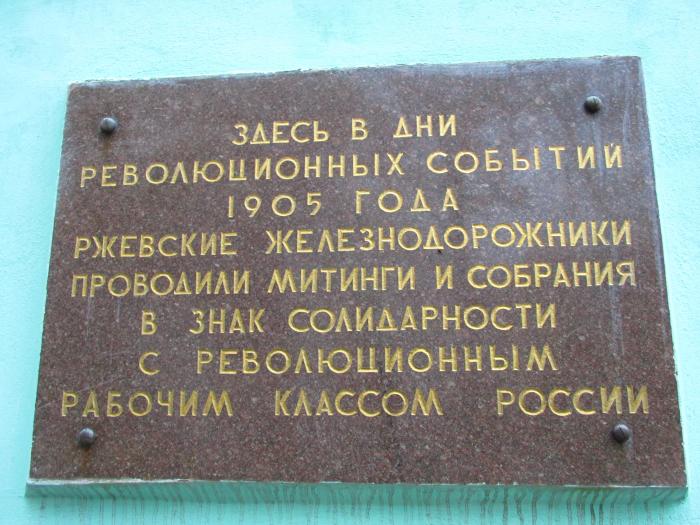 ЗДЕСЬ В ДНИ
РЕВОЛЮЦИОННЫХ СОБЫТИЙ
1905 ГОДА
РЖЕВСКИЕ ЖЕЛЕЗНОДОРОЖНИКИ
ПРОВОДИЛИ МИТИНГИ И СОБРАНИЯ
В ЗНАК СОЛИДАРНОСТИ
С РЕВОЛЮЦИОННЫМ
РАБОЧИМ КЛАССОМ РОССИИ